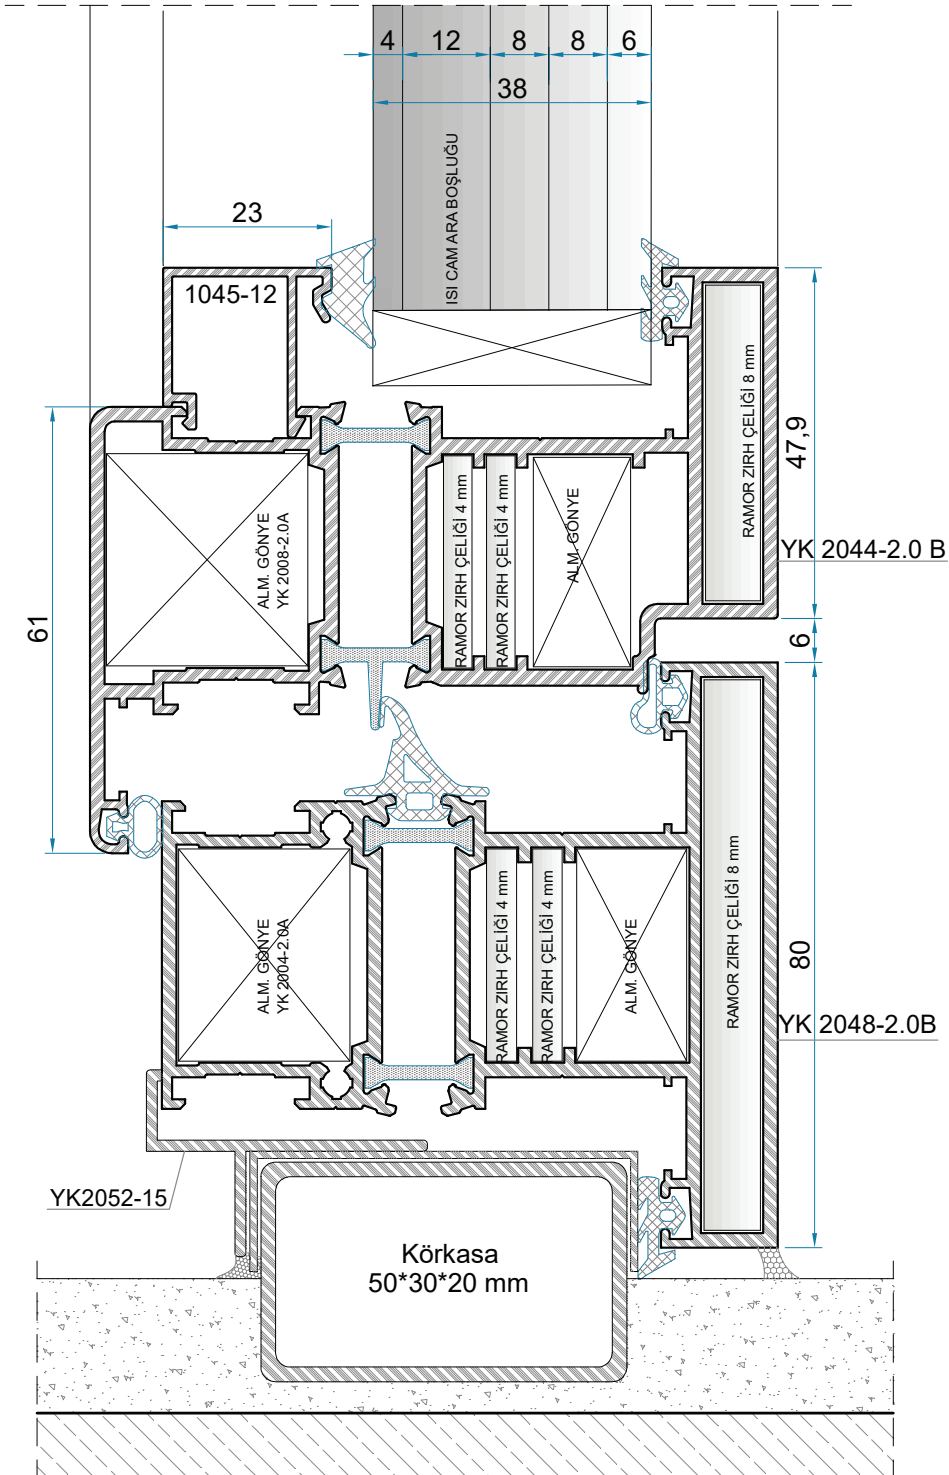 4 12 8 8 6
38
ISI CAM ARA BOŞLUĞU
23
1045-12
RAMOR ZIRH ÇELİĞİ 8 mm
47,9
61
ALM. GÖNYE
YK 2008-2.0A
RAMOR ZIRH ÇELİĞİ 4 mm
RAMOR ZIRH ÇELİĞİ 4 mm
ALM. GÖNYE
YK 2044-2.0 B
6
ALM. GÖNYE
YK 2004-2.0A
RAMOR ZIRH ÇELİĞİ 4 mm
RAMOR ZIRH ÇELİĞİ 4 mm
ALM. GÖNYE
RAMOR ZIRH ÇELİĞİ 8 mm
80
YK 2048-2.0B
YK2052-15
Körkasa
50*30*20 mm